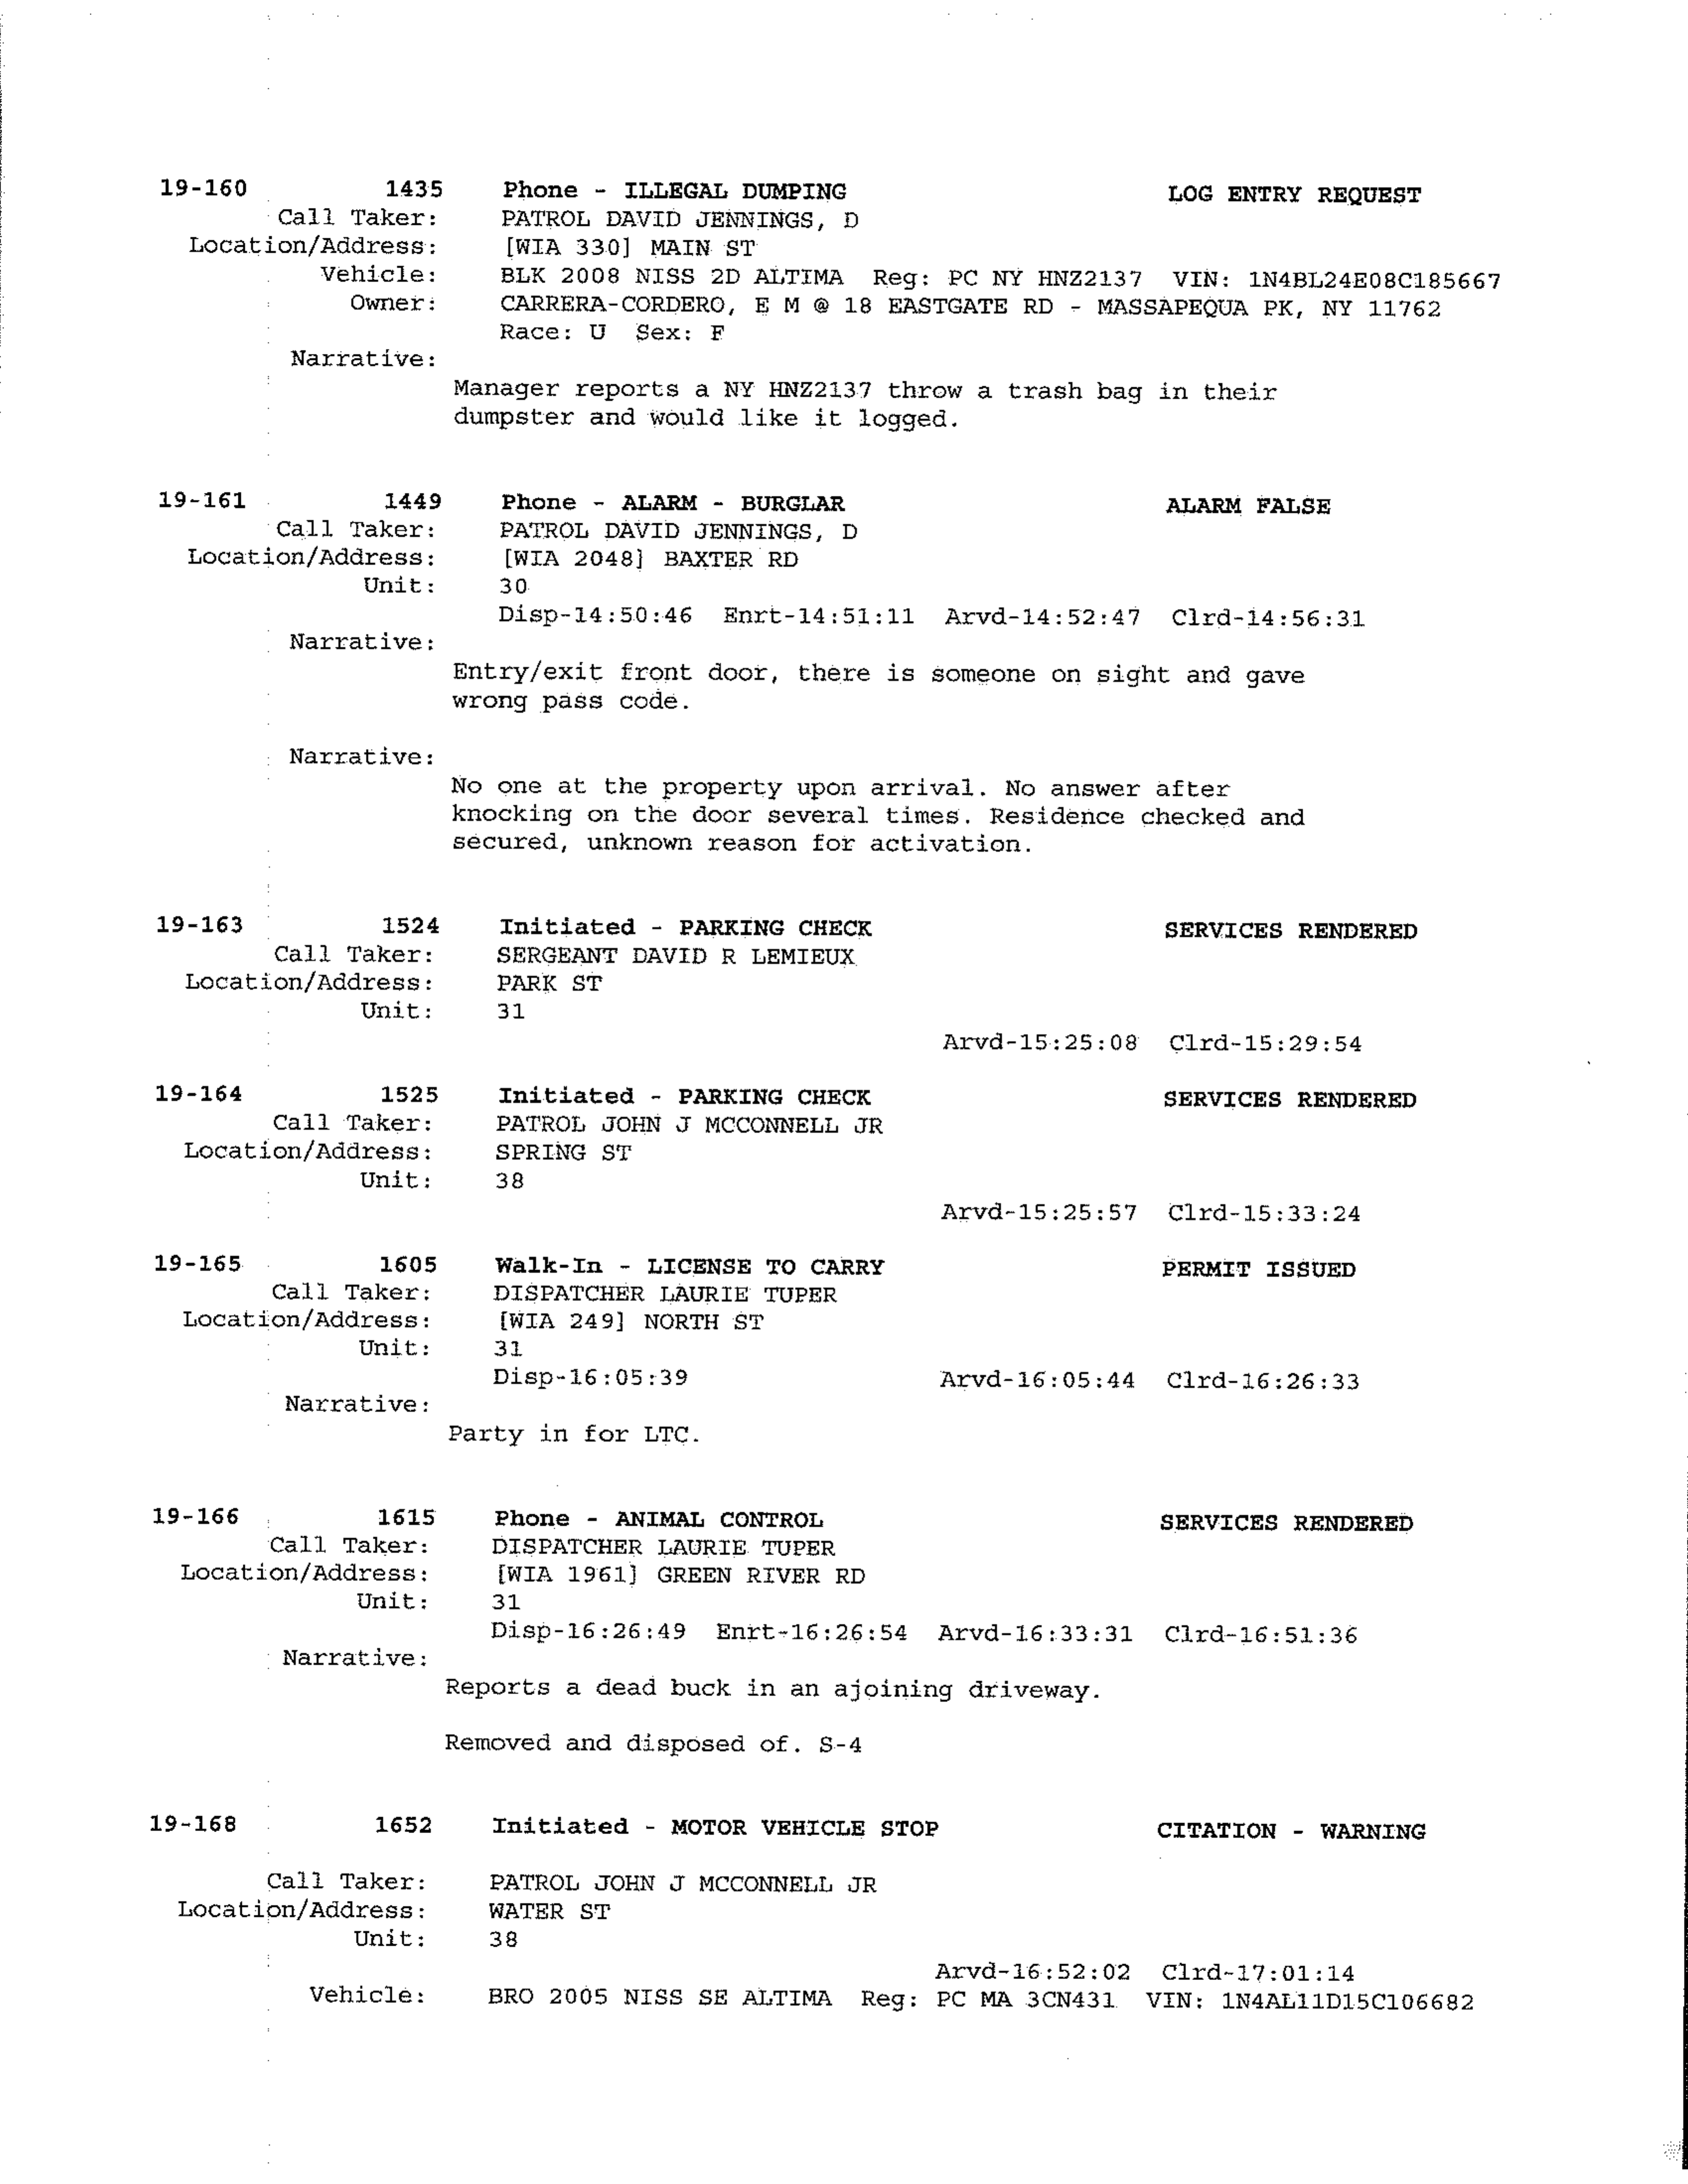 19-160 1435 Phone - ILLEGAL DUMPING LOG ENTRY REQUEST
Call Taker: PATROL DAVID JENNINGS, D
Location/Address: [WIA 330] MAIN ST
Vehicle: BLK 2008 NISS 2D ALTIMA Reg: PC NY HNZ2137 VIN: 1N4BL24E08C185667
Owner: CARRERA-CORDERO, E M @ 18 EASTGATE RD - MASSAPEQUA PK, NY 11762
Race: U Sex: F
Narrative:
Manager reports a NY HNZ2137 throw a trash bag in their
dumpster and would like it logged.
19-161 1449 Phone - ALARM - BURGLAR ALARM FALSE
Call Taker: PATROL DAVID JENNINGS, D
Location/Address: [WIA 2048] BAXTER RD
Unit: 30
Disp-14:50:46 Enrt-14:51:11 Arvd-14:52:47 Clrd-14:56:31
Narrative:
Entry/exit front door, there is someone on sight and gave
wrong pass code.
Narrative:
No one at the property upon arrival. No answer after
knocking on the door several times. Residence checked and
secured, unknown reason for activation.
19-163 1524 Initiated - PARKING CHECK SERVICES RENDERED
Call Taker: SERGEANT DAVID R LEMIEUX
Location/Address: PARK ST
Unit: 31
Arvd-15:25:08 Clrd-15:29:54
19-164 1525 Initiated - PARKING CHECK SERVICES RENDERED
Call Taker: PATROL JOHN J MCCONNELL JR
Location/Address: SPRING ST
Unit: 38
Arvd-15:25:57 Clrd-15:33:24
19-165 1605 Walk-In - LICENSE TO CARRY PERMIT ISSUED
Call Taker: DISPATCHER LAURIE TUPER
Location/Address: [WIA 249] NORTH ST
Unit: 31
Disp-16:05:39 Arvd-16:05:44 Clrd-16:26:33
Narrative:
Party in for LTC.
19-166 1615 Phone - ANIMAL CONTROL SERVICES RENDERED
Call Taker: DISPATCHER LAURIE TUPER
Location/Address: [WIA 1961] GREEN RIVER RD
Unit: 31
Disp-16:26:49 Enrt-16:26:54 Arvd-16:33:31 Clrd-16:51:36
Narrative:
Reports a dead buck in an ajoining driveway.
Removed and disposed of. S-4
19-168 1652 Initiated - MOTOR VEHICLE STOP CITATION - WARNING
Call Taker: PATROL JOHN J MCCONNELL JR
Location/Address: WATER ST
Unit: 38
Arvd-16:52:02 Clrd-17:01:14
Vehicle: BRO 2005 NISS SE ALTIMA Reg: PC MA 3CN431 VIN: 1N4AL11D15C106682